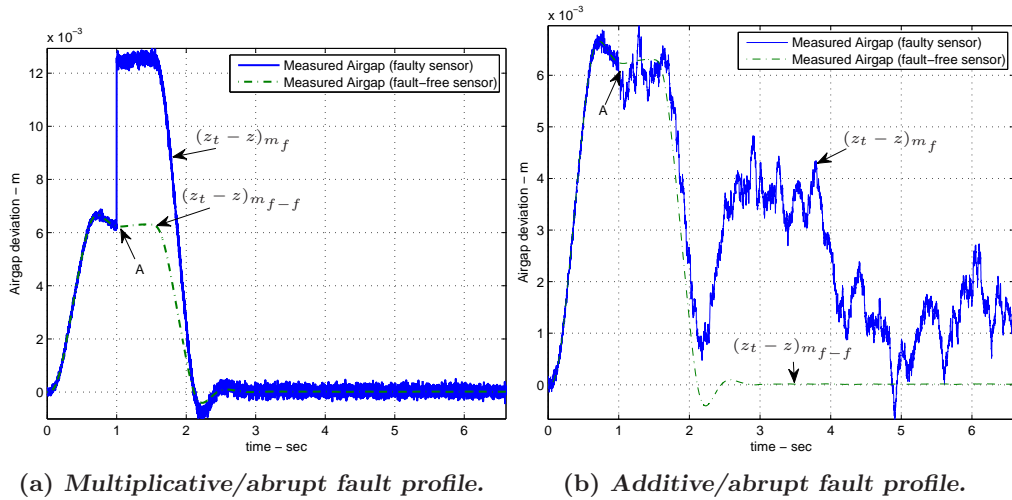 x 10⁻³
Measured Airgap (faulty sensor)
Measured Airgap (fault−free sensor)
12
10
8
6
4
2
0
Airgap deviation − m
(z_t − z)_{m_f}
(z_t − z)_{m_{f−f}}
A
0 1 2 3 4 5 6
time − sec
(a) Multiplicative/abrupt fault profile.
x 10⁻³
Measured Airgap (faulty sensor)
Measured Airgap (fault−free sensor)
6
5
4
3
2
1
0
Airgap deviation − m
A
(z_t − z)_{m_f}
(z_t − z)_{m_{f−f}}
0 1 2 3 4 5 6
time − sec
(b) Additive/abrupt fault profile.